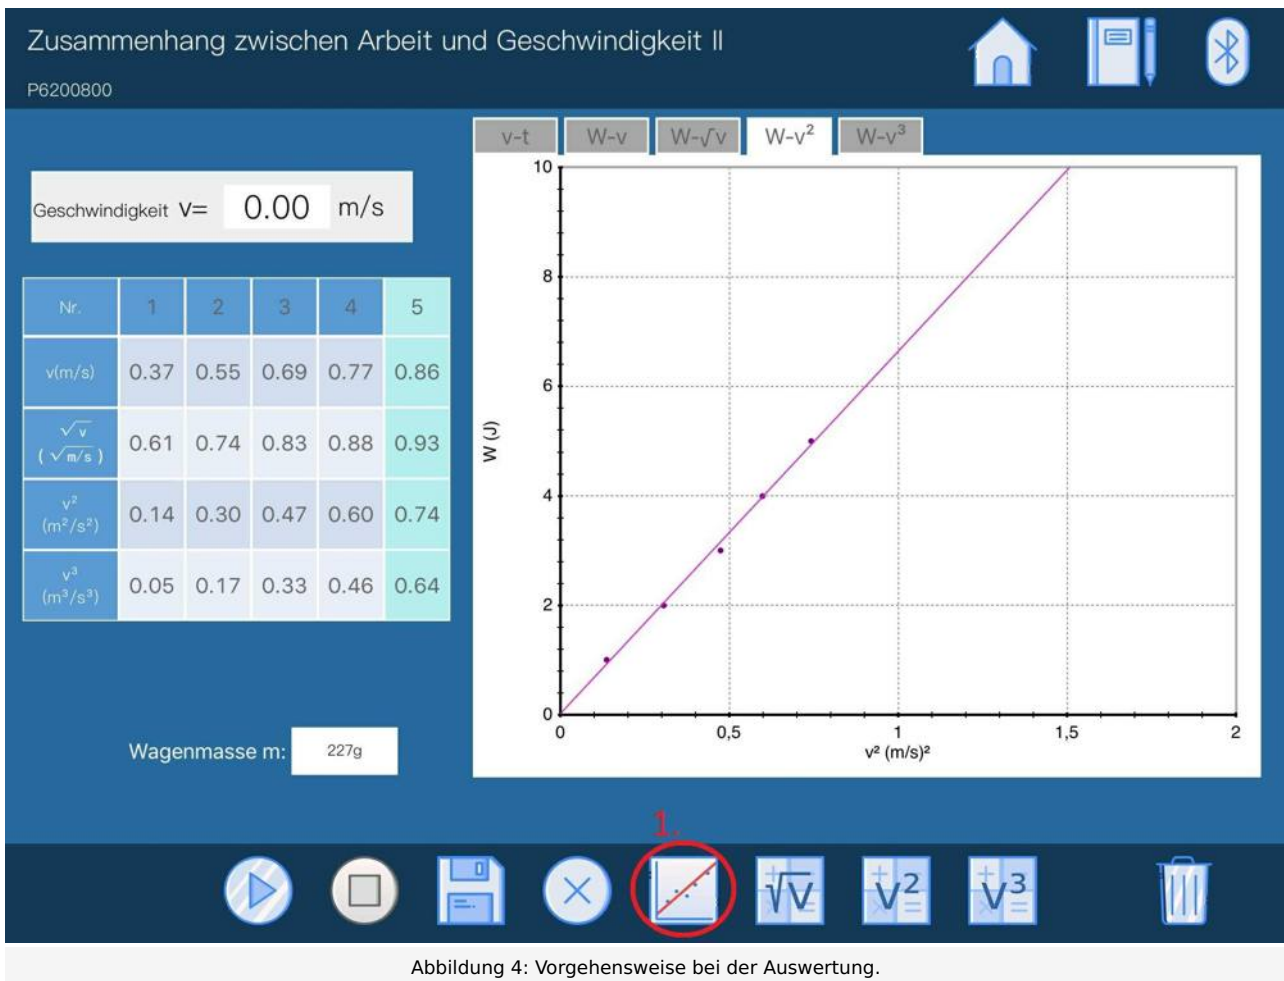 Zusammenhang zwischen Arbeit und Geschwindigkeit II
P6200800
v-t W-v W-√v W-v² W-v³
Geschwindigkeit v= 0.00 m/s
Nr. 1 2 3 4 5
v(m/s) 0.37 0.55 0.69 0.77 0.86
√v (√m/s) 0.61 0.74 0.83 0.88 0.93
v² (m²/s²) 0.14 0.30 0.47 0.60 0.74
v³ (m³/s³) 0.05 0.17 0.33 0.46 0.64
Wagenmasse m: 227g
10
8
6
4
2
0
W (J)
0 0,5 1 1,5 2
v² (m/s)²
1.
√v v² v³
Abbildung 4: Vorgehensweise bei der Auswertung.